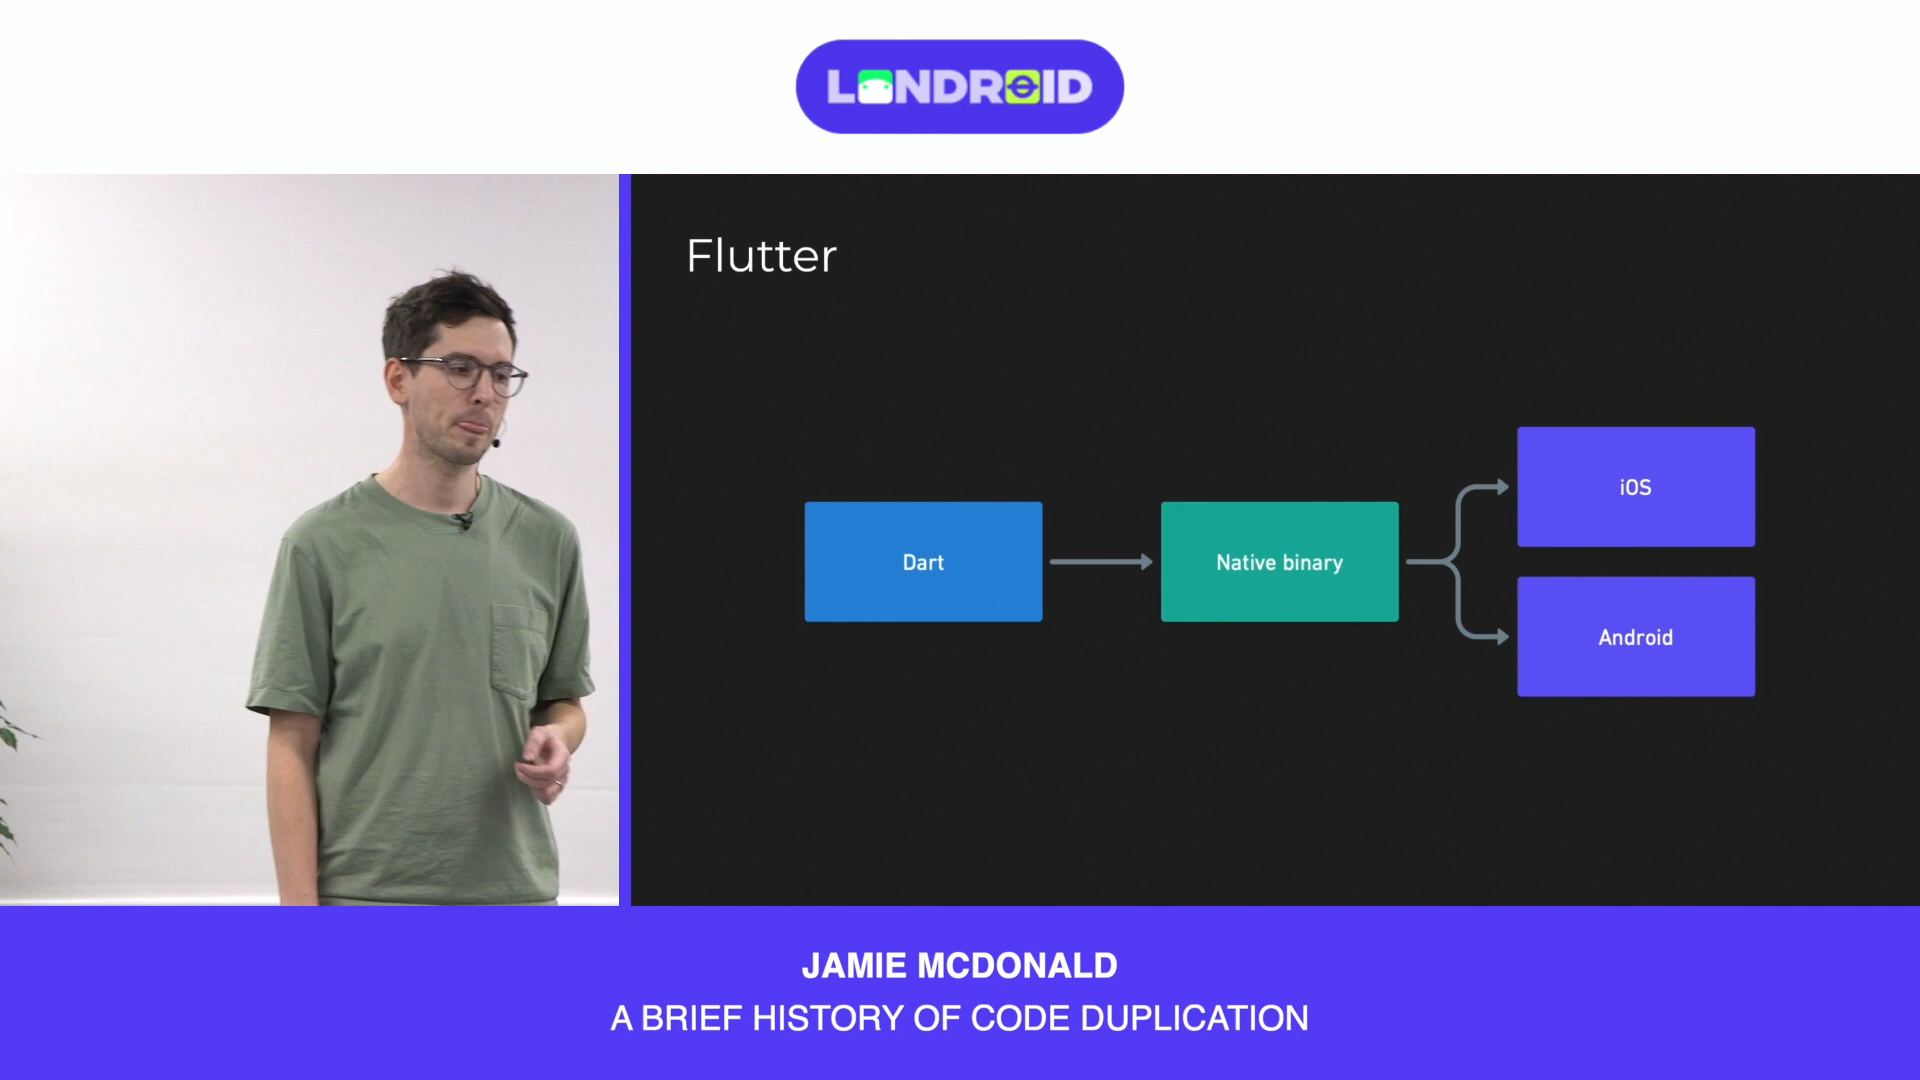 LONDROID
Flutter
Dart
Native binary
iOS
Android
JAMIE MCDONALD
A BRIEF HISTORY OF CODE DUPLICATION